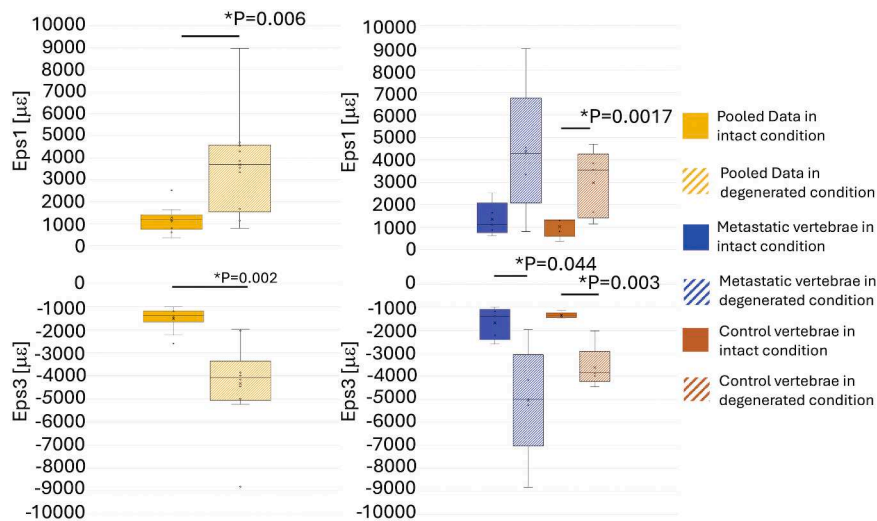 *P=0.006
10000
9000
8000
7000
6000
5000
4000
3000
2000
1000
0
Eps1 [µε]
10000
9000
8000
7000
6000
5000
4000
3000
2000
1000
0
Eps1 [µε]
*P=0.0017
0
-1000
-2000
-3000
-4000
-5000
-6000
-7000
-8000
-9000
-10000
Eps3 [µε]
*P=0.002
0
-1000
-2000
-3000
-4000
-5000
-6000
-7000
-8000
-9000
-10000
Eps3 [µε]
*P=0.044
*P=0.003
Pooled Data in
intact condition
Pooled Data in
degenerated condition
Metastatic vertebrae in
intact condition
Metastatic vertebrae in
degenerated condition
Control vertebrae in
intact condition
Control vertebrae in
degenerated condition